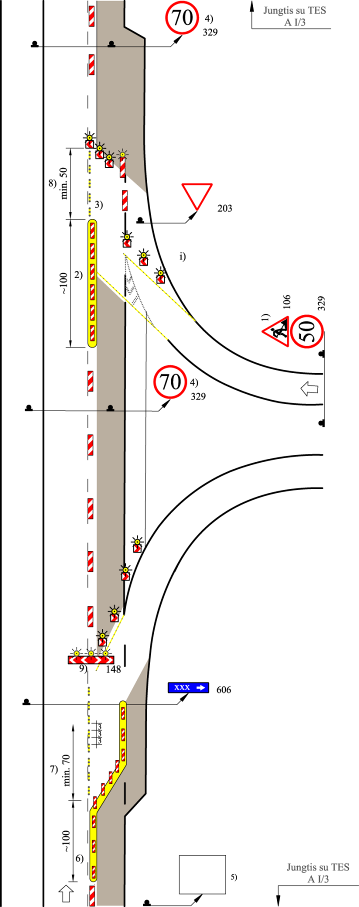 70 4)
329
Jungtis su TES
A I/3
8)
min. 50
3)
203
2)
~100
i)
1)
106
329
50
70 4)
329
9) 148
XXX
606
7)
min. 70
~100
6)
5)
Jungtis su TES
A I/3